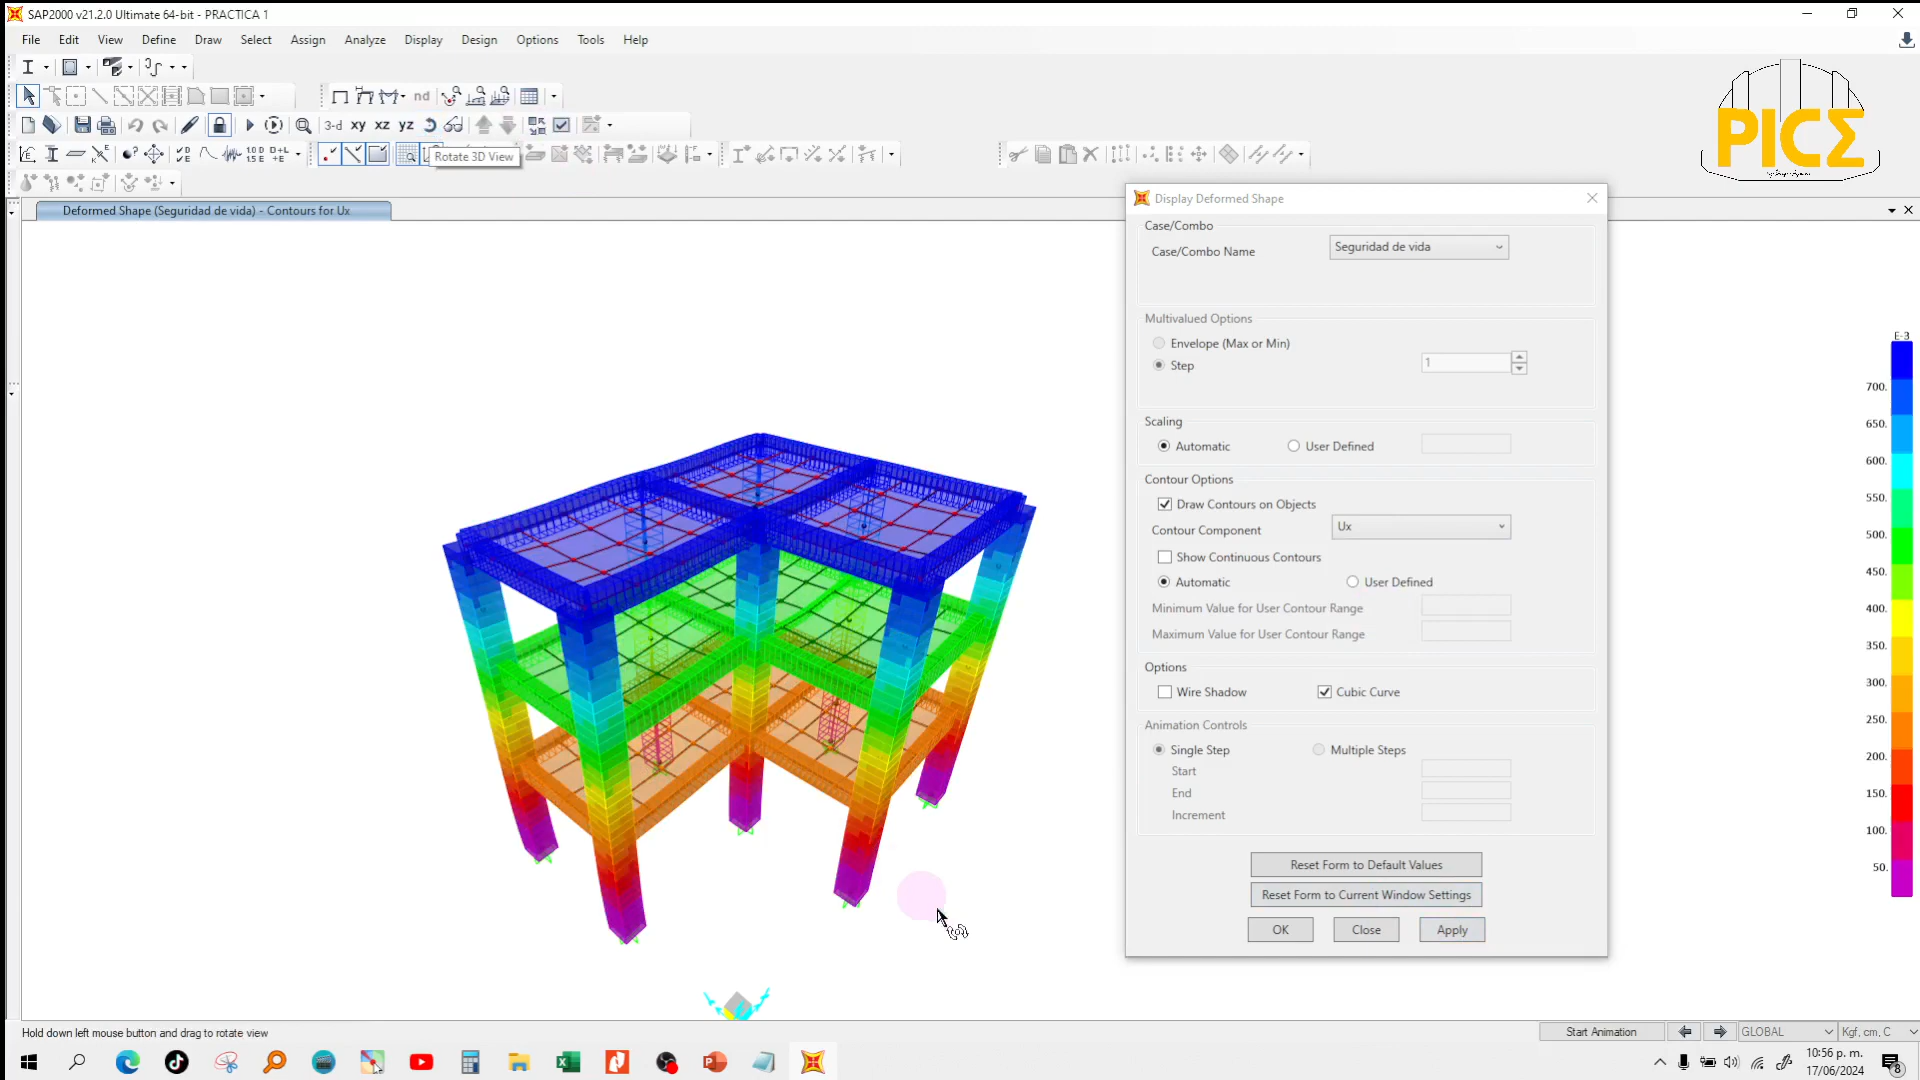 SAP2000 v21.2.0 Ultimate 64-bit - PRACTICA 1
File Edit View Define Draw Select Assign Analyze Display Design Options Tools Help
nd
3-d xy xz yz
Rotate 3D View
PICΣ
Deformed Shape (Seguridad de vida) - Contours for Ux
Display Deformed Shape
Case/Combo
Case/Combo Name Seguridad de vida
Multivalued Options
Envelope (Max or Min)
Step 1
Scaling
Automatic User Defined
Contour Options
Draw Contours on Objects
Contour Component Ux
Show Continuous Contours
Automatic User Defined
Minimum Value for User Contour Range
Maximum Value for User Contour Range
Options
Wire Shadow Cubic Curve
Animation Controls
Single Step Multiple Steps
Start
End
Increment
Reset Form to Default Values
Reset Form to Current Window Settings
OK Close Apply
E-3
700.
650.
600.
550.
500.
450.
400.
350.
300.
250.
200.
150.
100.
50.
Hold down left mouse button and drag to rotate view
Start Animation GLOBAL Kgf, cm, C
10:56 p. m.
17/06/2024
8